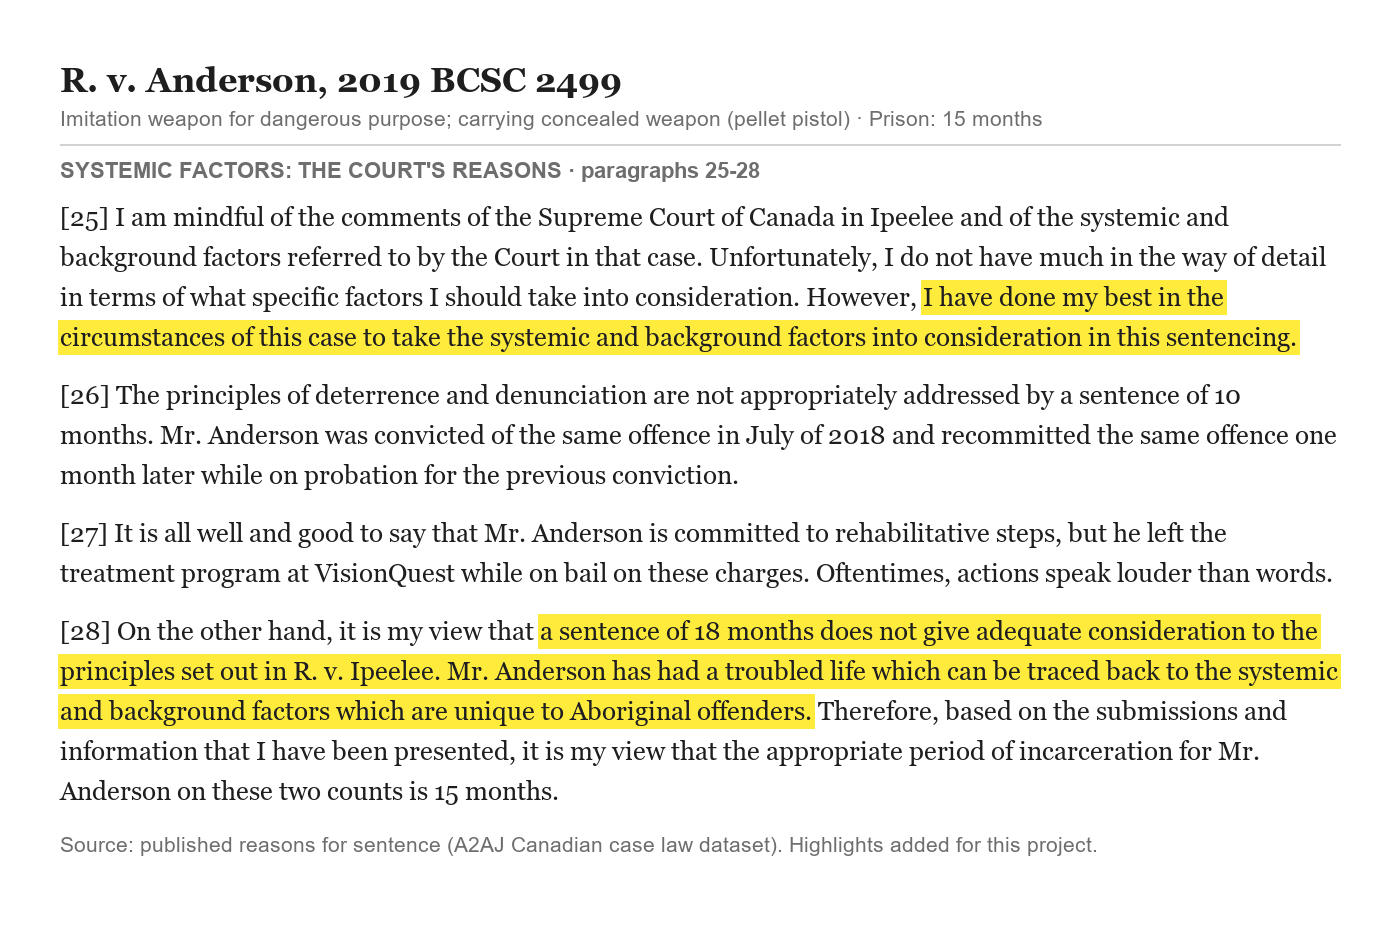 R. v. Anderson, 2019 BCSC 2499
Imitation weapon for dangerous purpose; carrying concealed weapon (pellet pistol) · Prison: 15 months
SYSTEMIC FACTORS: THE COURT'S REASONS · paragraphs 25-28
[25] I am mindful of the comments of the Supreme Court of Canada in Ipeelee and of the systemic and
background factors referred to by the Court in that case. Unfortunately, I do not have much in the way of detail
in terms of what specific factors I should take into consideration. However, I have done my best in the
circumstances of this case to take the systemic and background factors into consideration in this sentencing.
[26] The principles of deterrence and denunciation are not appropriately addressed by a sentence of 10
months. Mr. Anderson was convicted of the same offence in July of 2018 and recommitted the same offence one
month later while on probation for the previous conviction.
[27] It is all well and good to say that Mr. Anderson is committed to rehabilitative steps, but he left the
treatment program at VisionQuest while on bail on these charges. Oftentimes, actions speak louder than words.
[28] On the other hand, it is my view that a sentence of 18 months does not give adequate consideration to the
principles set out in R. v. Ipeelee. Mr. Anderson has had a troubled life which can be traced back to the systemic
and background factors which are unique to Aboriginal offenders. Therefore, based on the submissions and
information that I have been presented, it is my view that the appropriate period of incarceration for Mr.
Anderson on these two counts is 15 months.
Source: published reasons for sentence (A2AJ Canadian case law dataset). Highlights added for this project.